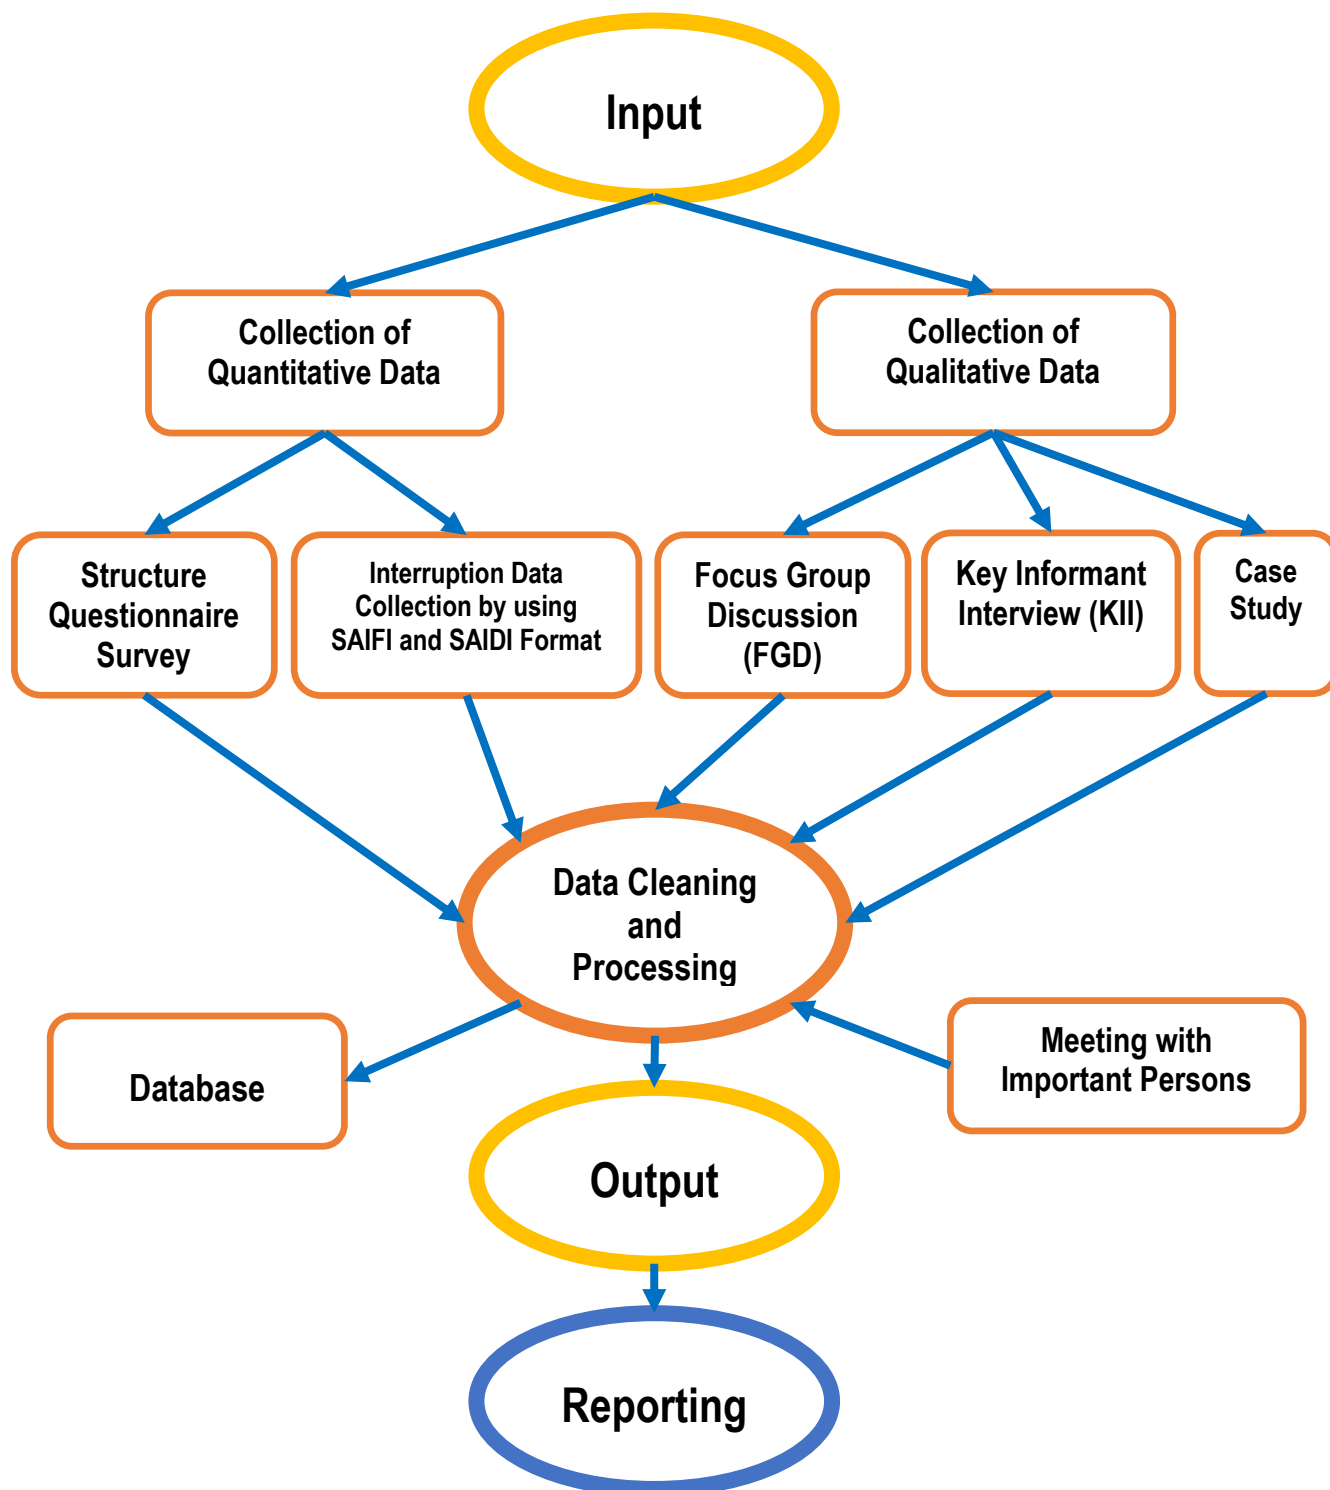 Input
Collection of
Quantitative Data
Collection of
Qualitative Data
Structure
Questionnaire
Survey
Interruption Data
Collection by using
SAIFI and SAIDI Format
Focus Group
Discussion
(FGD)
Key Informant
Interview (KII)
Case
Study
Data Cleaning
and
Processing
Database
Meeting with
Important Persons
Output
Reporting